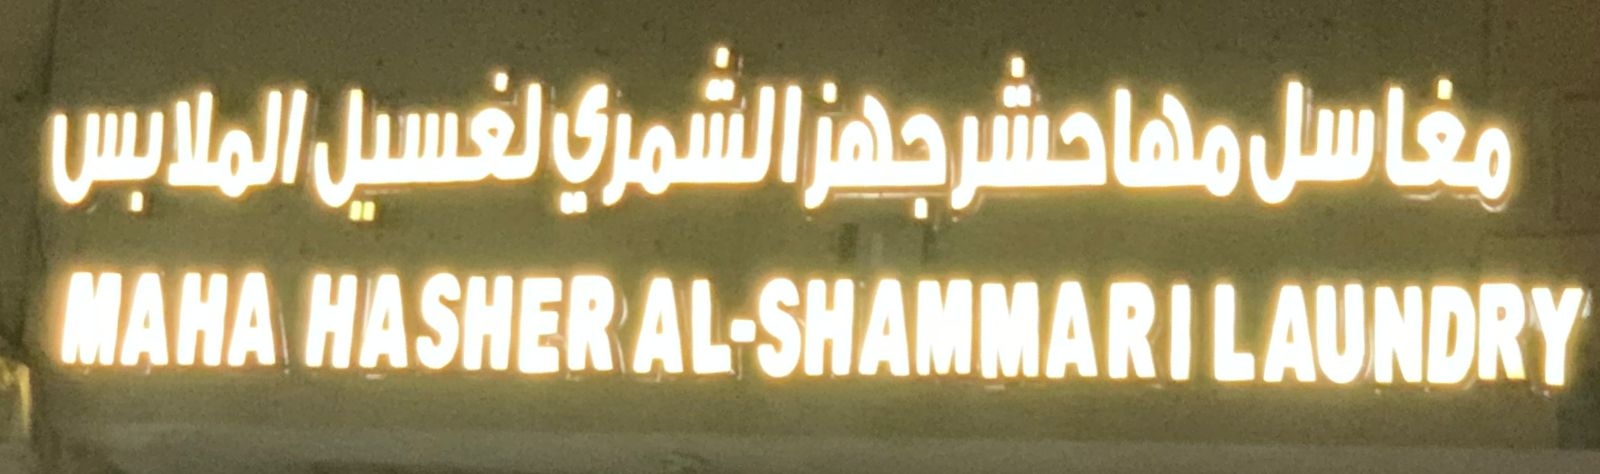 مغاسل مها حشر جهز الشمري لغسيل الملابس
MAHA HASHER AL-SHAMMARI LAUNDRY